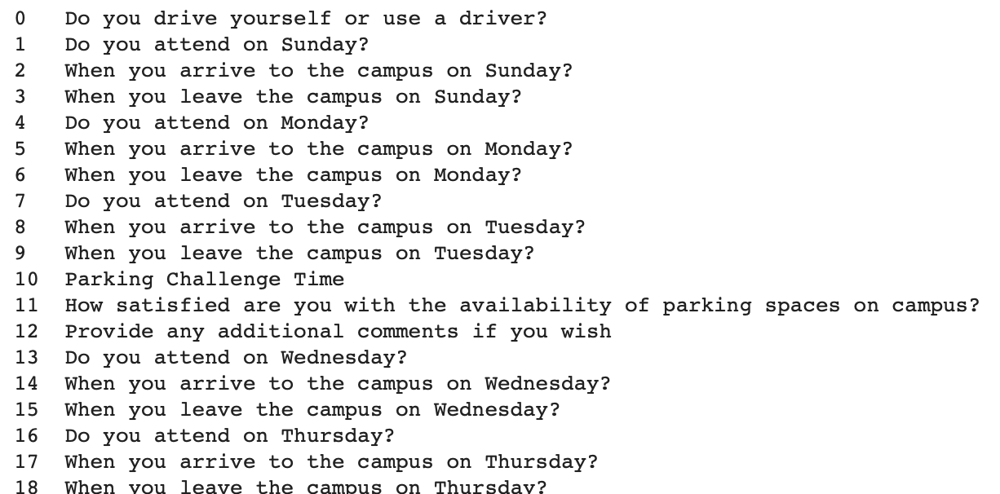 0 Do you drive yourself or use a driver?
1 Do you attend on Sunday?
2 When you arrive to the campus on Sunday?
3 When you leave the campus on Sunday?
4 Do you attend on Monday?
5 When you arrive to the campus on Monday?
6 When you leave the campus on Monday?
7 Do you attend on Tuesday?
8 When you arrive to the campus on Tuesday?
9 When you leave the campus on Tuesday?
10 Parking Challenge Time
11 How satisfied are you with the availability of parking spaces on campus?
12 Provide any additional comments if you wish
13 Do you attend on Wednesday?
14 When you arrive to the campus on Wednesday?
15 When you leave the campus on Wednesday?
16 Do you attend on Thursday?
17 When you arrive to the campus on Thursday?
18 When you leave the campus on Thursday?